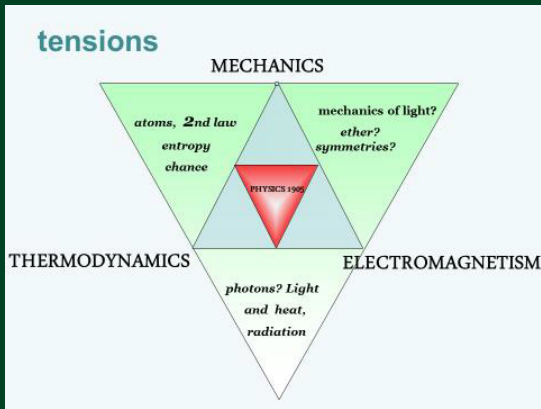 tensions
MECHANICS
atoms, 2nd law
entropy
chance
mechanics of light?
ether?
symmetries?
PHYSICS 1905
THERMODYNAMICS
ELECTROMAGNETISM
photons? Light
and heat,
radiation